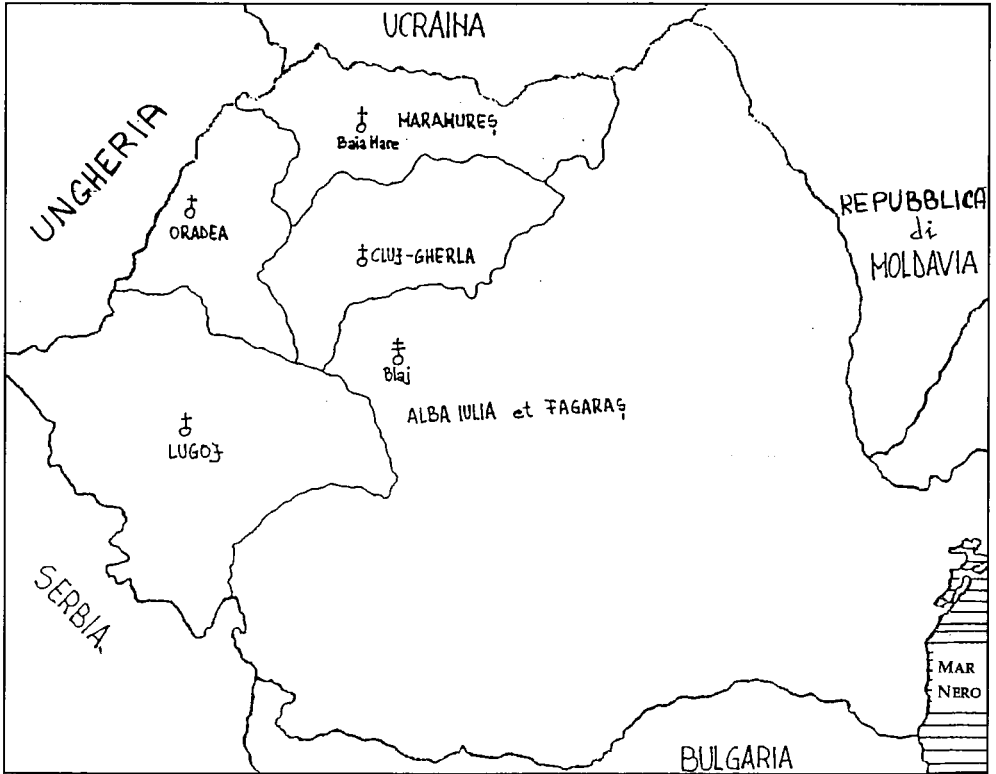 UCRAINA
UNGHERIA
MARAMUREȘ
Baia Mare
ORADEA
CLUJ-GHERLA
REPUBBLICA
di
MOLDAVIA
Blaj
ALBA IULIA et FAGARAȘ
LUGOJ
SERBIA
MAR
NERO
BULGARIA